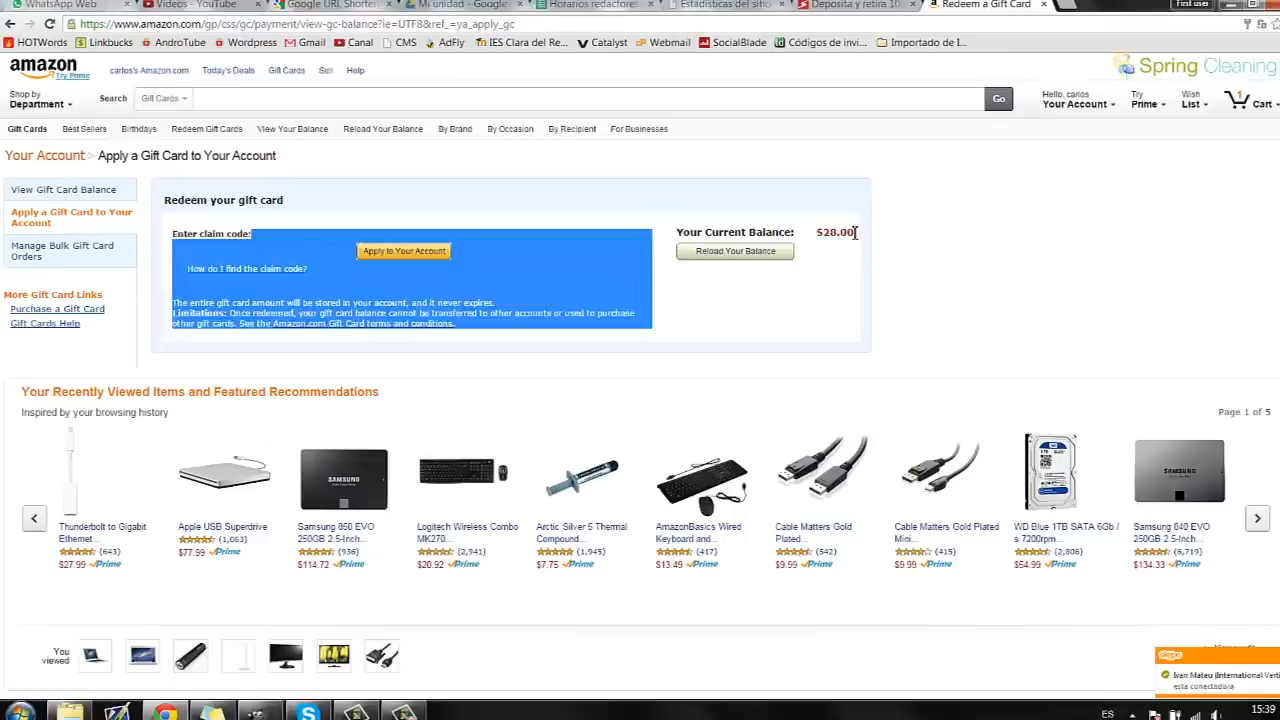 WhatsApp Web
Videos - YouTube
Google URL Shorten
Mi unidad - Google
Horarios redactores
Estadísticas del sitio
Deposita y retira 10
Redeem a Gift Card
First user
https://www.amazon.com/gp/css/gc/payment/view-gc-balance?ie=UTF8&ref_=ya_apply_gc
HOTWords Linkbucks AndroTube Wordpress Gmail Canal CMS AdFly IES Clara del Re... Catalyst Webmail SocialBlade Códigos de invi... Importado de I...
amazon
Try Prime
carlos's Amazon.com Today's Deals Gift Cards Sell Help
Spring Cleaning
Shop by
Department
Search Gift Cards Go
Hello, carlos
Your Account
Try
Prime
Wish
List
1
Cart
Gift Cards Best Sellers Birthdays Redeem Gift Cards View Your Balance Reload Your Balance By Brand By Occasion By Recipient For Businesses
Your Account > Apply a Gift Card to Your Account
View Gift Card Balance
Apply a Gift Card to Your
Account
Manage Bulk Gift Card
Orders
More Gift Card Links
Purchase a Gift Card
Gift Cards Help
Redeem your gift card
Enter claim code:
Apply to Your Account
How do I find the claim code?
The entire gift card amount will be stored in your account, and it never expires.
Limitations: Once redeemed, your gift card balance cannot be transferred to other accounts or used to purchase
other gift cards. See the Amazon.com Gift Card terms and conditions.
Your Current Balance: $28.00
Reload Your Balance
Your Recently Viewed Items and Featured Recommendations
Inspired by your browsing history
Page 1 of 5
Thunderbolt to Gigabit
Ethernet...
(643)
$27.99 Prime
Apple USB Superdrive
(1,063)
$77.99 Prime
SAMSUNG
Samsung 850 EVO
250GB 2.5-Inch...
(936)
$114.72 Prime
Logitech Wireless Combo
MK270...
(2,941)
$20.92 Prime
Arctic Silver 5 Thermal
Compound...
(1,945)
$7.75 Prime
AmazonBasics Wired
Keyboard and...
(417)
$13.49 Prime
Cable Matters Gold
Plated...
(542)
$9.99 Prime
Cable Matters Gold Plated
Mini...
(415)
$9.99 Prime
WD Blue 1TB SATA 6Gb /
s 7200rpm...
(2,806)
$54.99 Prime
SAMSUNG
Samsung 840 EVO
250GB 2.5-Inch...
(6,719)
$134.33 Prime
You
viewed
skype
Ivan Mateu (International Verti
está conectado/a
ES
15:39